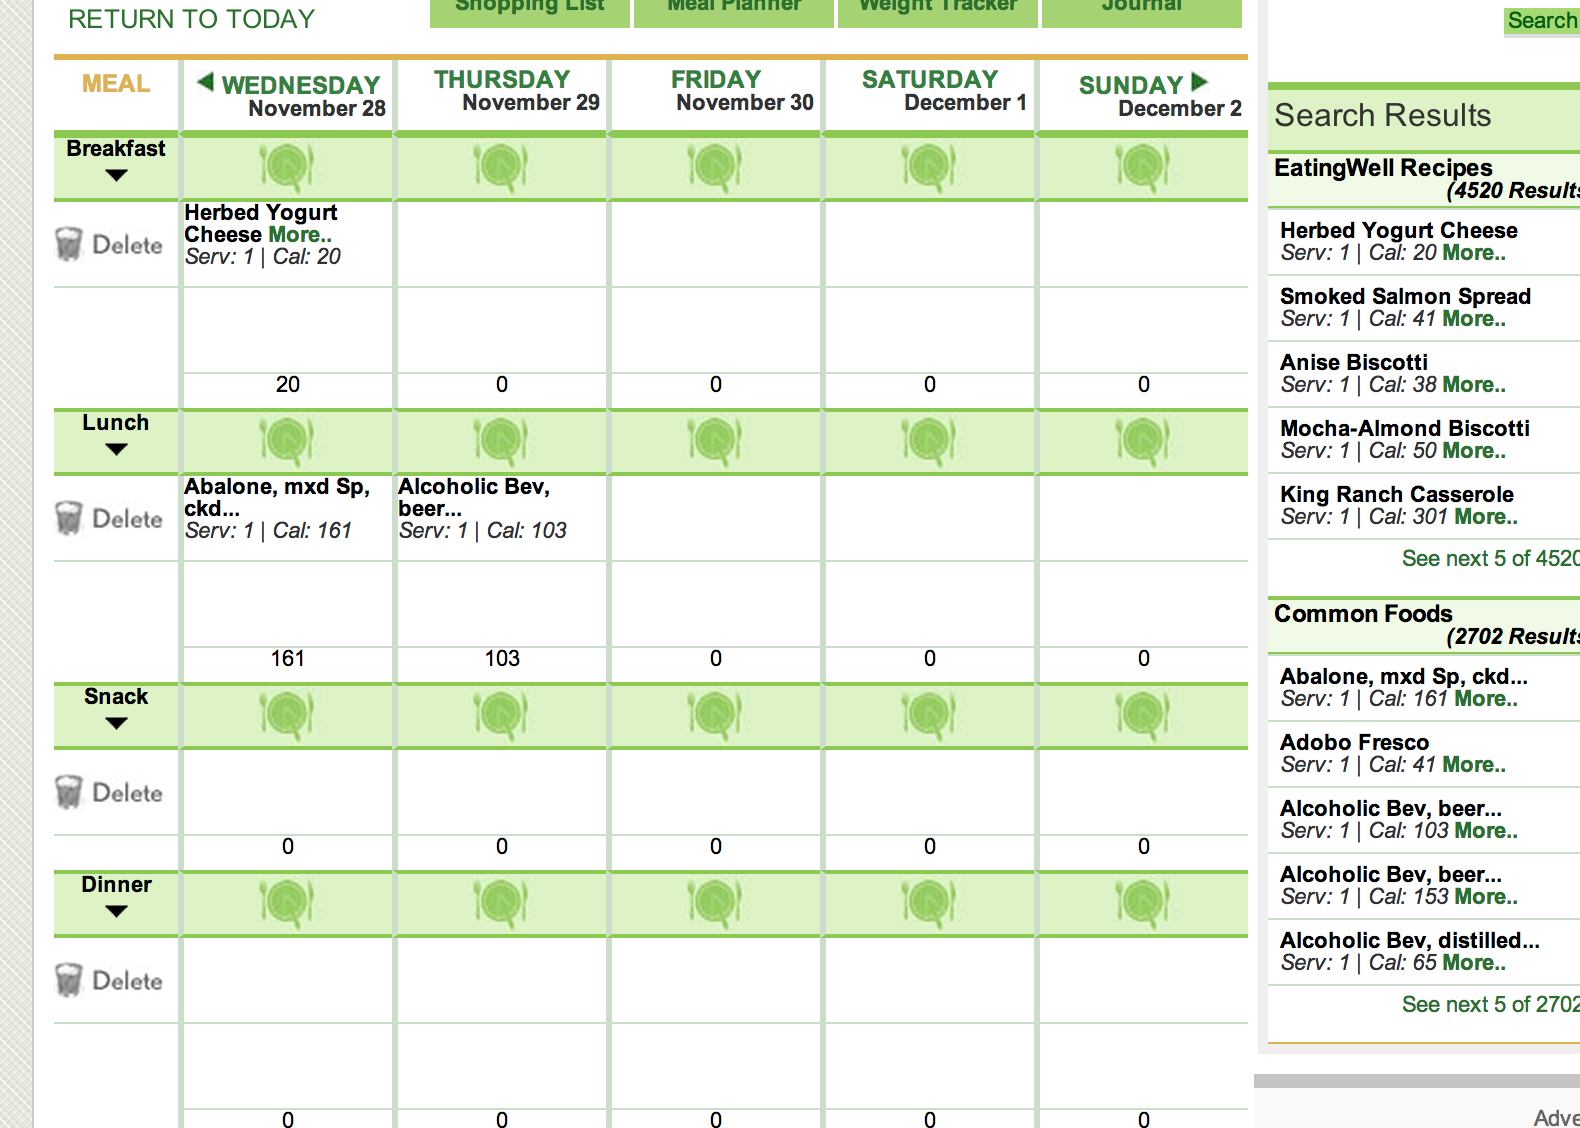 RETURN TO TODAY
Shopping List
Meal Planner
Weight Tracker
Journal
MEAL
WEDNESDAY
November 28
THURSDAY
November 29
FRIDAY
November 30
SATURDAY
December 1
SUNDAY
December 2
Breakfast
Delete
Herbed Yogurt
Cheese More..
Serv: 1 | Cal: 20
20
0
0
0
0
Lunch
Delete
Abalone, mxd Sp,
ckd...
Serv: 1 | Cal: 161
Alcoholic Bev,
beer...
Serv: 1 | Cal: 103
161
103
0
0
0
Snack
Delete
0
0
0
0
0
Dinner
Delete
0
0
0
0
0
Search
Search Results
EatingWell Recipes
(4520 Results
Herbed Yogurt Cheese
Serv: 1 | Cal: 20 More..
Smoked Salmon Spread
Serv: 1 | Cal: 41 More..
Anise Biscotti
Serv: 1 | Cal: 38 More..
Mocha-Almond Biscotti
Serv: 1 | Cal: 50 More..
King Ranch Casserole
Serv: 1 | Cal: 301 More..
See next 5 of 4520
Common Foods
(2702 Results
Abalone, mxd Sp, ckd...
Serv: 1 | Cal: 161 More..
Adobo Fresco
Serv: 1 | Cal: 41 More..
Alcoholic Bev, beer...
Serv: 1 | Cal: 103 More..
Alcoholic Bev, beer...
Serv: 1 | Cal: 153 More..
Alcoholic Bev, distilled...
Serv: 1 | Cal: 65 More..
See next 5 of 2702
Adve